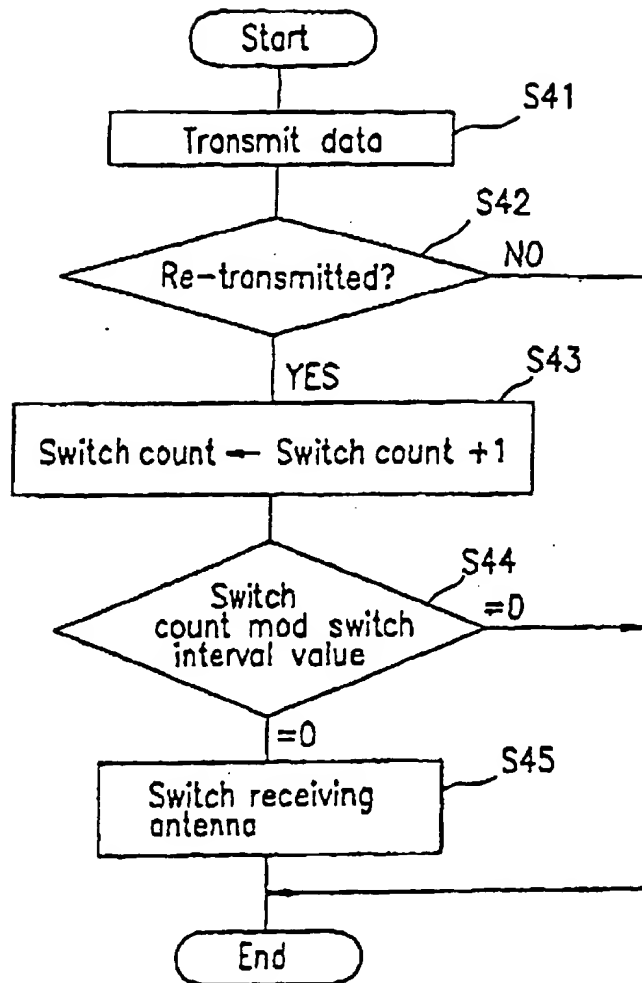 Start
S41
Transmit data
S42
Re-transmitted?
NO
YES
S43
Switch count ← Switch count +1
S44
Switch
count mod switch
interval value
=0
=0
S45
Switch receiving
antenna
End